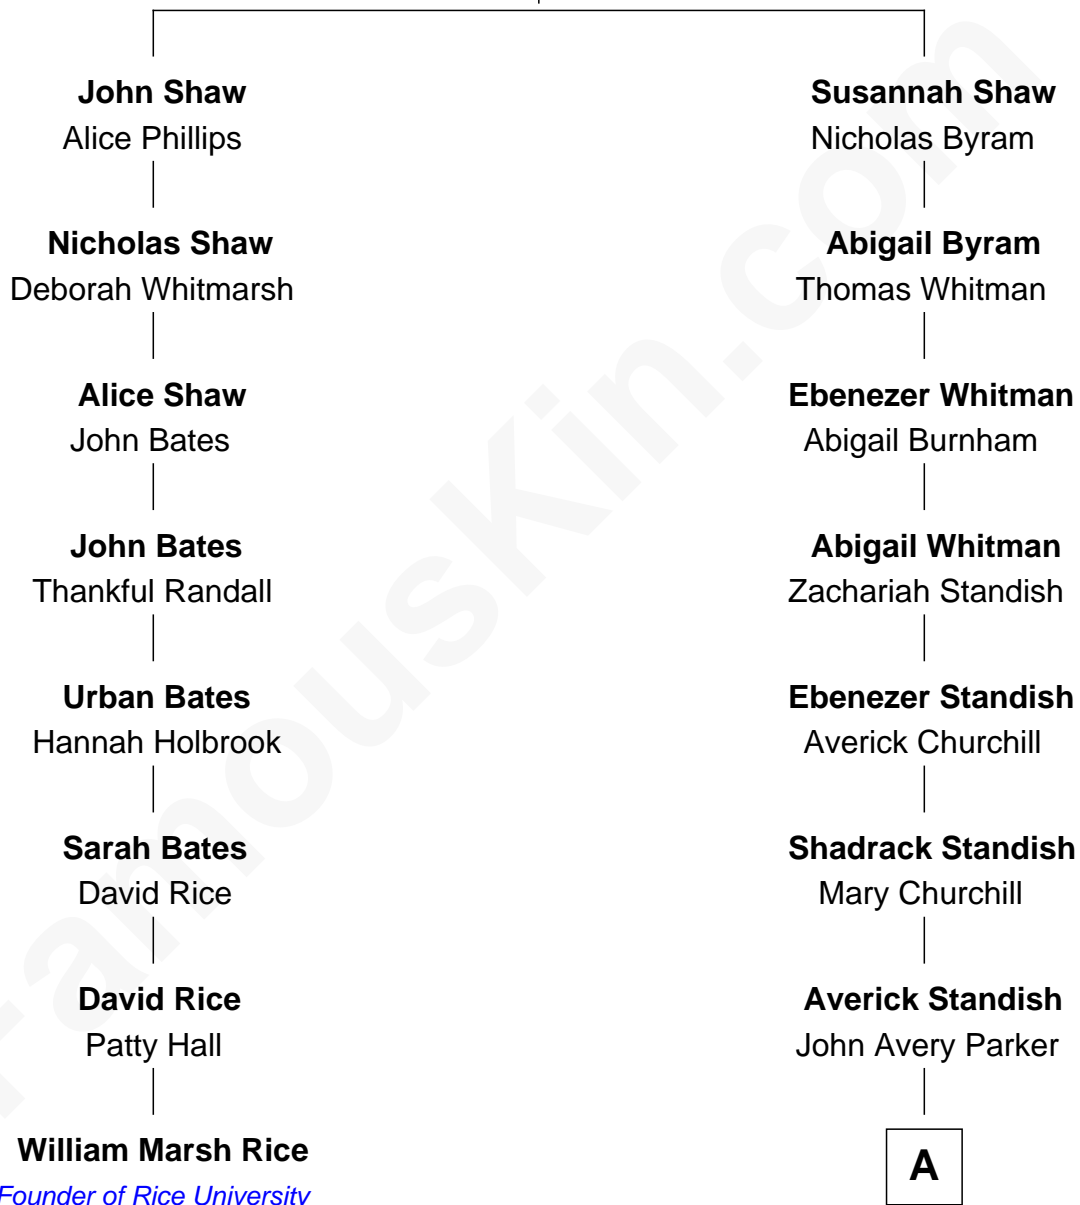 John Shaw
Alice Phillips
Nicholas Shaw
Deborah Whitmarsh
Alice Shaw
John Bates
John Bates
Thankful Randall
Urban Bates
Hannah Holbrook
Sarah Bates
David Rice
David Rice
Patty Hall
William Marsh Rice
Founder of Rice University
Susannah Shaw
Nicholas Byram
Abigail Byram
Thomas Whitman
Ebenezer Whitman
Abigail Burnham
Abigail Whitman
Zachariah Standish
Ebenezer Standish
Averick Churchill
Shadrack Standish
Mary Churchill
Averick Standish
John Avery Parker
A
FamousKin.com